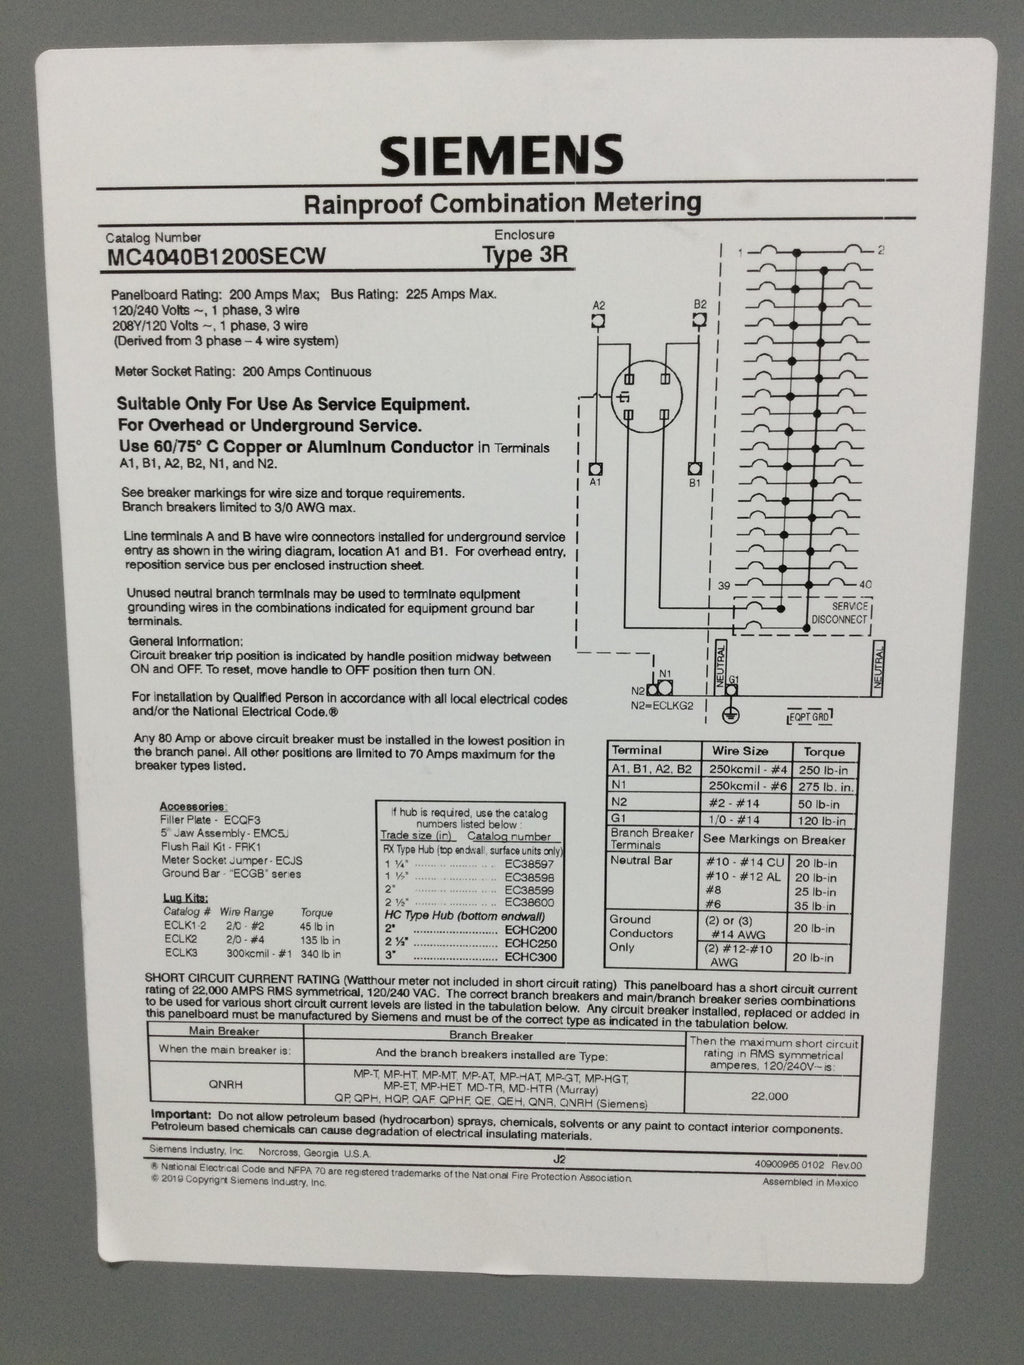 SIEMENS
Rainproof Combination Metering
Catalog Number
MC4040B1200SECW
Enclosure
Type 3R
Panelboard Rating: 200 Amps Max; Bus Rating: 225 Amps Max.
120/240 Volts ~, 1 phase, 3 wire
208Y/120 Volts ~, 1 phase, 3 wire
(Derived from 3 phase - 4 wire system)
Meter Socket Rating: 200 Amps Continuous
Suitable Only For Use As Service Equipment.
For Overhead or Underground Service.
Use 60/75° C Copper or Aluminum Conductor in Terminals
A1, B1, A2, B2, N1, and N2.
See breaker markings for wire size and torque requirements.
Branch breakers limited to 3/0 AWG max.
Line terminals A and B have wire connectors installed for underground service
entry as shown in the wiring diagram, location A1 and B1. For overhead entry,
reposition service bus per enclosed instruction sheet.
Unused neutral branch terminals may be used to terminate equipment
grounding wires in the combinations indicated for equipment ground bar
terminals.
General Information:
Circuit breaker trip position is indicated by handle position midway between
ON and OFF. To reset, move handle to OFF position then turn ON.
For installation by Qualified Person in accordance with all local electrical codes
and/or the National Electrical Code.®
Any 80 Amp or above circuit breaker must be installed in the lowest position in
the branch panel. All other positions are limited to 70 Amps maximum for the
breaker types listed.
1 2
A2 B2
A1 B1
39 40
SERVICE
DISCONNECT
NEUTRAL
NEUTRAL
N1
N2
G1
N2=ECLKG2
EQPT GRD
Accessories:
Filler Plate - ECQF3
5" Jaw Assembly - EMC5J
Flush Rail Kit - FRK1
Meter Socket Jumper - ECJS
Ground Bar - "ECGB" series
Lug Kits:
Catalog # Wire Range Torque
ECLK1-2 2/0 - #2 45 lb in
ECLK2 2/0 - #4 135 lb in
ECLK3 300kcmil - #1 340 lb in
If hub is required, use the catalog
numbers listed below :
Trade size (in) Catalog number
RX Type Hub (top endwall, surface units only)
1 ¼" .................... EC38597
1 ½" .................... EC38598
2" .................... EC38599
2 ½" .................... EC38600
HC Type Hub (bottom endwall)
2" .................... ECHC200
2 ½" .................... ECHC250
3" .................... ECHC300
Terminal Wire Size Torque
A1, B1, A2, B2 250kcmil - #4 250 lb-in
N1 250kcmil - #6 275 lb. in.
N2 #2 - #14 50 lb-in
G1 1/0 - #14 120 lb-in
Branch Breaker
Terminals See Markings on Breaker
Neutral Bar #10 - #14 CU 20 lb-in
#10 - #12 AL 20 lb-in
#8 25 lb-in
#6 35 lb-in
Ground
Conductors
Only
(2) or (3)
#14 AWG 20 lb-in
(2) #12-#10
AWG 20 lb-in
SHORT CIRCUIT CURRENT RATING (Watthour meter not included in short circuit rating) This panelboard has a short circuit current
rating of 22,000 AMPS RMS symmetrical, 120/240 VAC. The correct branch breakers and main/branch breaker series combinations
to be used for various short circuit current levels are listed in the tabulation below. Any circuit breaker installed, replaced or added in
this panelboard must be manufactured by Siemens and must be of the correct type as indicated in the tabulation below.
Main Breaker Branch Breaker Then the maximum short circuit
rating in RMS symmetrical
amperes, 120/240V~is:
When the main breaker is: And the branch breakers installed are Type:
QNRH
MP-T, MP-HT, MP-MT, MP-AT, MP-HAT, MP-GT, MP-HGT,
MP-ET, MP-HET MD-TR, MD-HTR (Murray)
QP, QPH, HQP, QAF, QPHF, QE, QEH, QNR, QNRH (Siemens)
22,000
Important: Do not allow petroleum based (hydrocarbon) sprays, chemicals, solvents or any paint to contact interior components.
Petroleum based chemicals can cause degradation of electrical insulating materials.
Siemens Industry, Inc. Norcross, Georgia U.S.A. J2 40900965 0102 Rev.00
® National Electrical Code and NFPA 70 are registered trademarks of the National Fire Protection Association.
© 2019 Copyright Siemens Industry, Inc. Assembled in Mexico